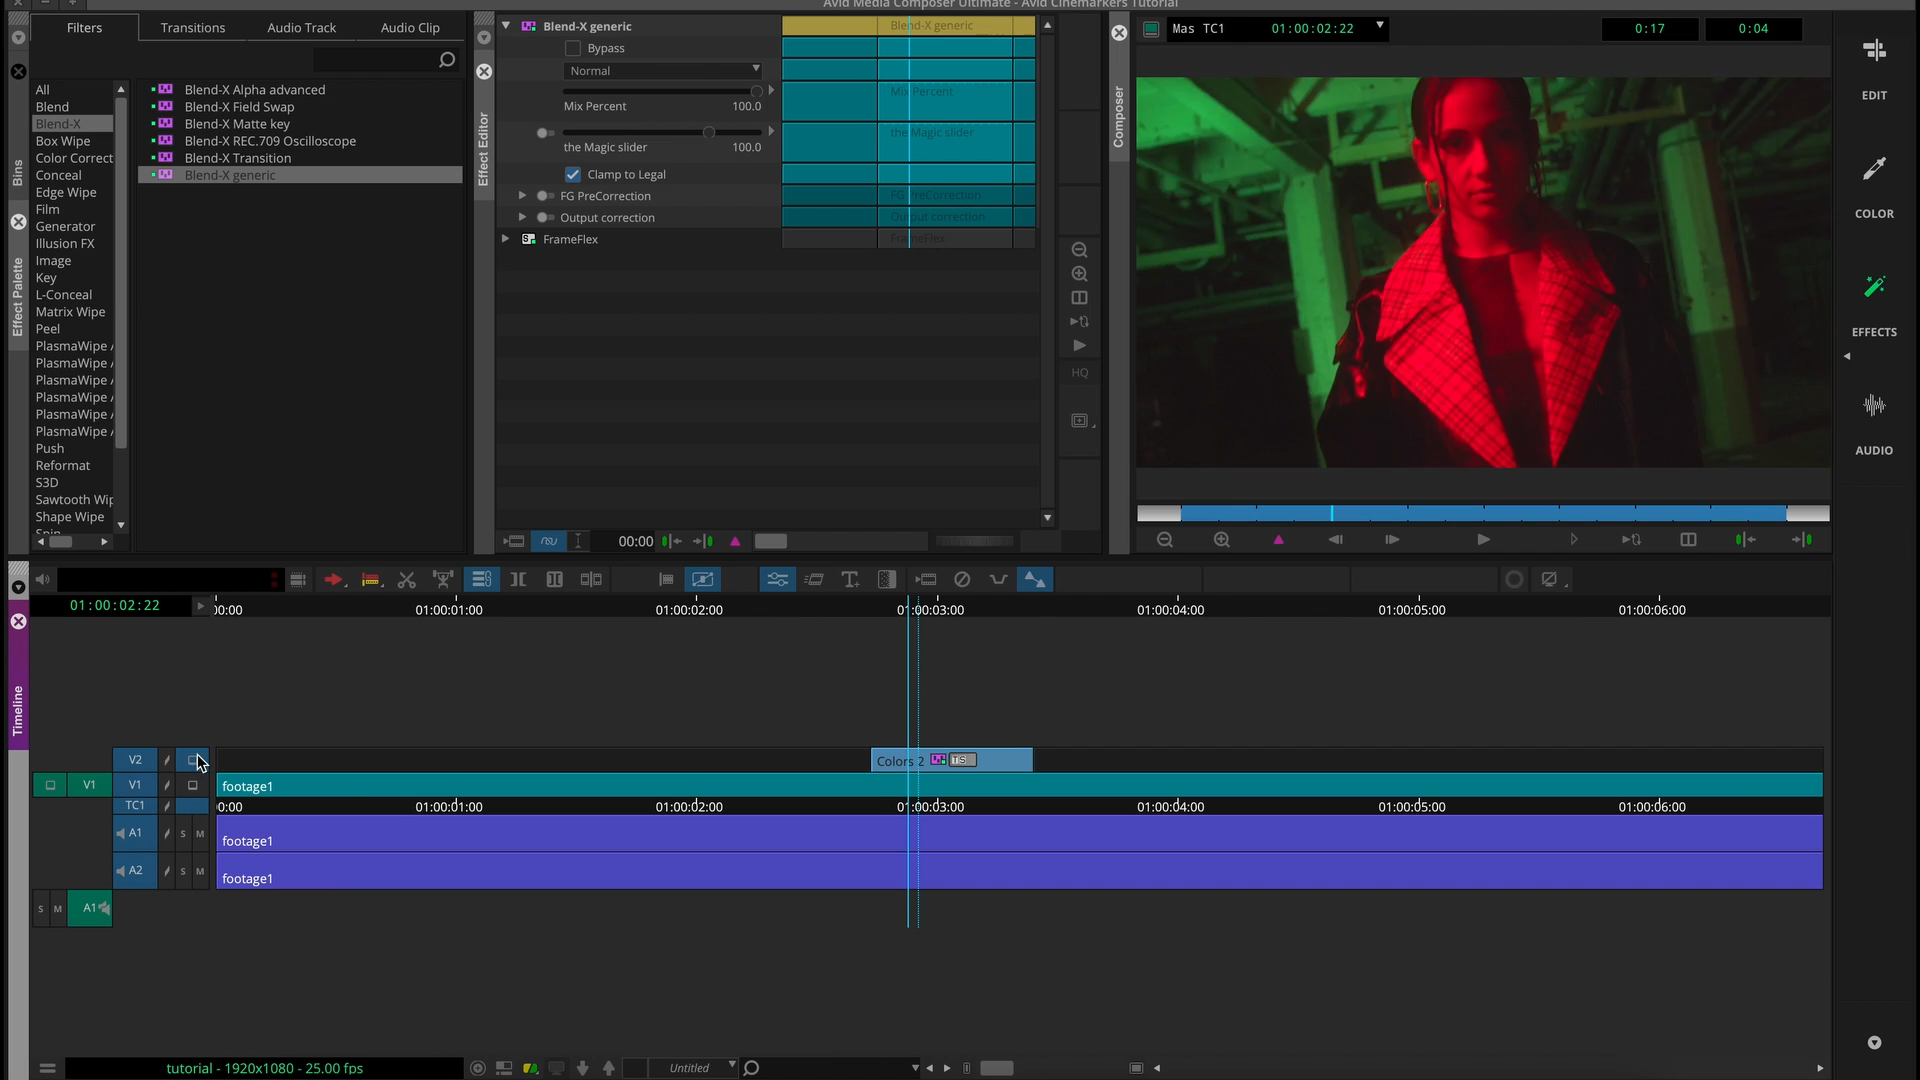 Avid Media Composer Ultimate - Avid Cinemarkers Tutorial
Filters
Transitions
Audio Track
Audio Clip
All
Blend
Blend-X
Box Wipe
Color Correct
Conceal
Edge Wipe
Film
Generator
Illusion FX
Image
Key
L-Conceal
Matrix Wipe
Peel
PlasmaWipe
PlasmaWipe
PlasmaWipe
PlasmaWipe
PlasmaWipe
PlasmaWipe
Push
Reformat
S3D
Sawtooth Wip
Shape Wipe
Spin
Blend-X Alpha advanced
Blend-X Field Swap
Blend-X Matte key
Blend-X REC.709 Oscilloscope
Blend-X Transition
Blend-X generic
Bins
Effect Palette
Effect Editor
Blend-X generic
Bypass
Normal
Mix Percent 100.0
the Magic slider 100.0
Clamp to Legal
FG PreCorrection
Output correction
FrameFlex
Blend-X generic
Mix Percent
the Magic slider
FG PreCorrection
Output correction
FrameFlex
HQ
00:00
Composer
Mas TC1 01:00:02:22
0:17
0:04
EDIT
COLOR
EFFECTS
AUDIO
Timeline
01:00:02:22
00:00 01:00:01:00 01:00:02:00 01:00:03:00 01:00:04:00 01:00:05:00 01:00:06:00
V2
Colors 2
TS
V1 V1
footage1
TC1
0:00 01:00:01:00 01:00:02:00 01:00:03:00 01:00:04:00 01:00:05:00 01:00:06:00
A1 S M
footage1
A2 S M
footage1
S M A1
tutorial - 1920x1080 - 25.00 fps
Untitled